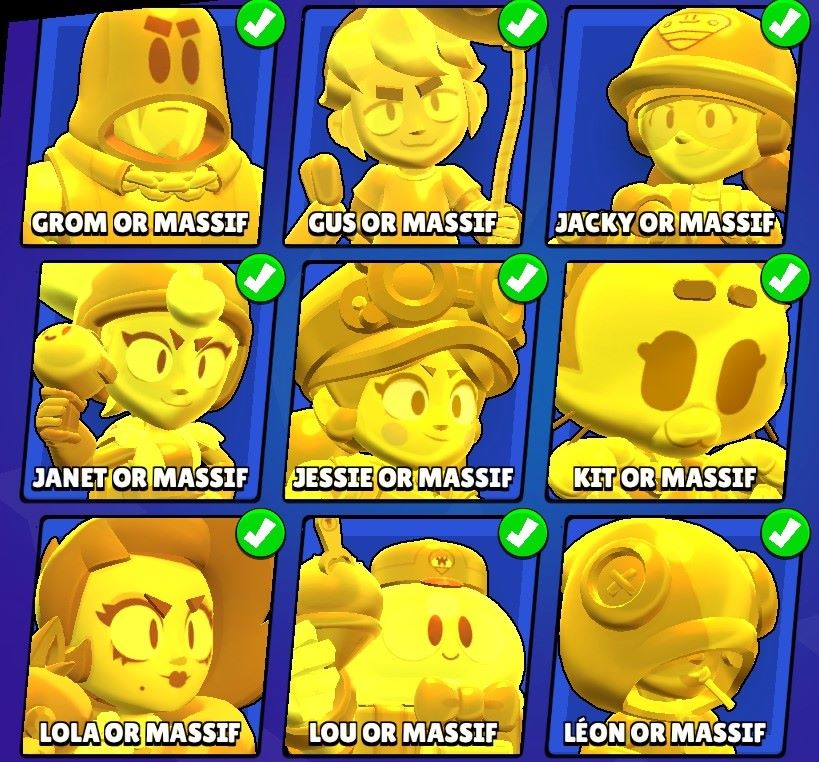 GROM OR MASSIF
GUS OR MASSIF
JACKY OR MASSIF
JANET OR MASSIF
JESSIE OR MASSIF
KIT OR MASSIF
LOLA OR MASSIF
W
LOU OR MASSIF
LÉON OR MASSIF